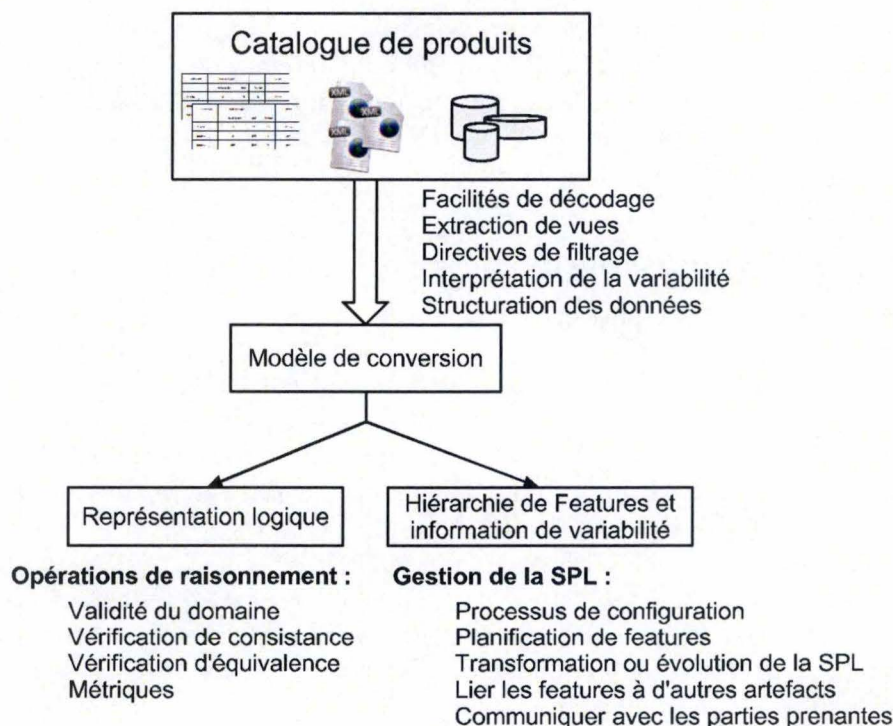 Catalogue de produits
XML
XML
XML
Facilités de décodage
Extraction de vues
Directives de filtrage
Interprétation de la variabilité
Structuration des données
Modèle de conversion
Représentation logique
Hiérarchie de Features et
information de variabilité
Opérations de raisonnement :
Validité du domaine
Vérification de consistance
Vérification d'équivalence
Métriques
Gestion de la SPL :
Processus de configuration
Planification de features
Transformation ou évolution de la SPL
Lier les features à d'autres artefacts
Communiquer avec les parties prenantes